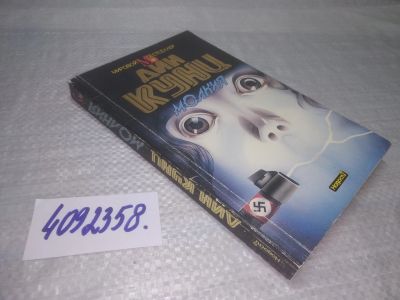 МИРОВОЙ БЕСТСЕЛЛЕР
ДИН
КУНЦ
МОЛНИЯ
ДИН КУНЦ
МОЛНИЯ
4092358.